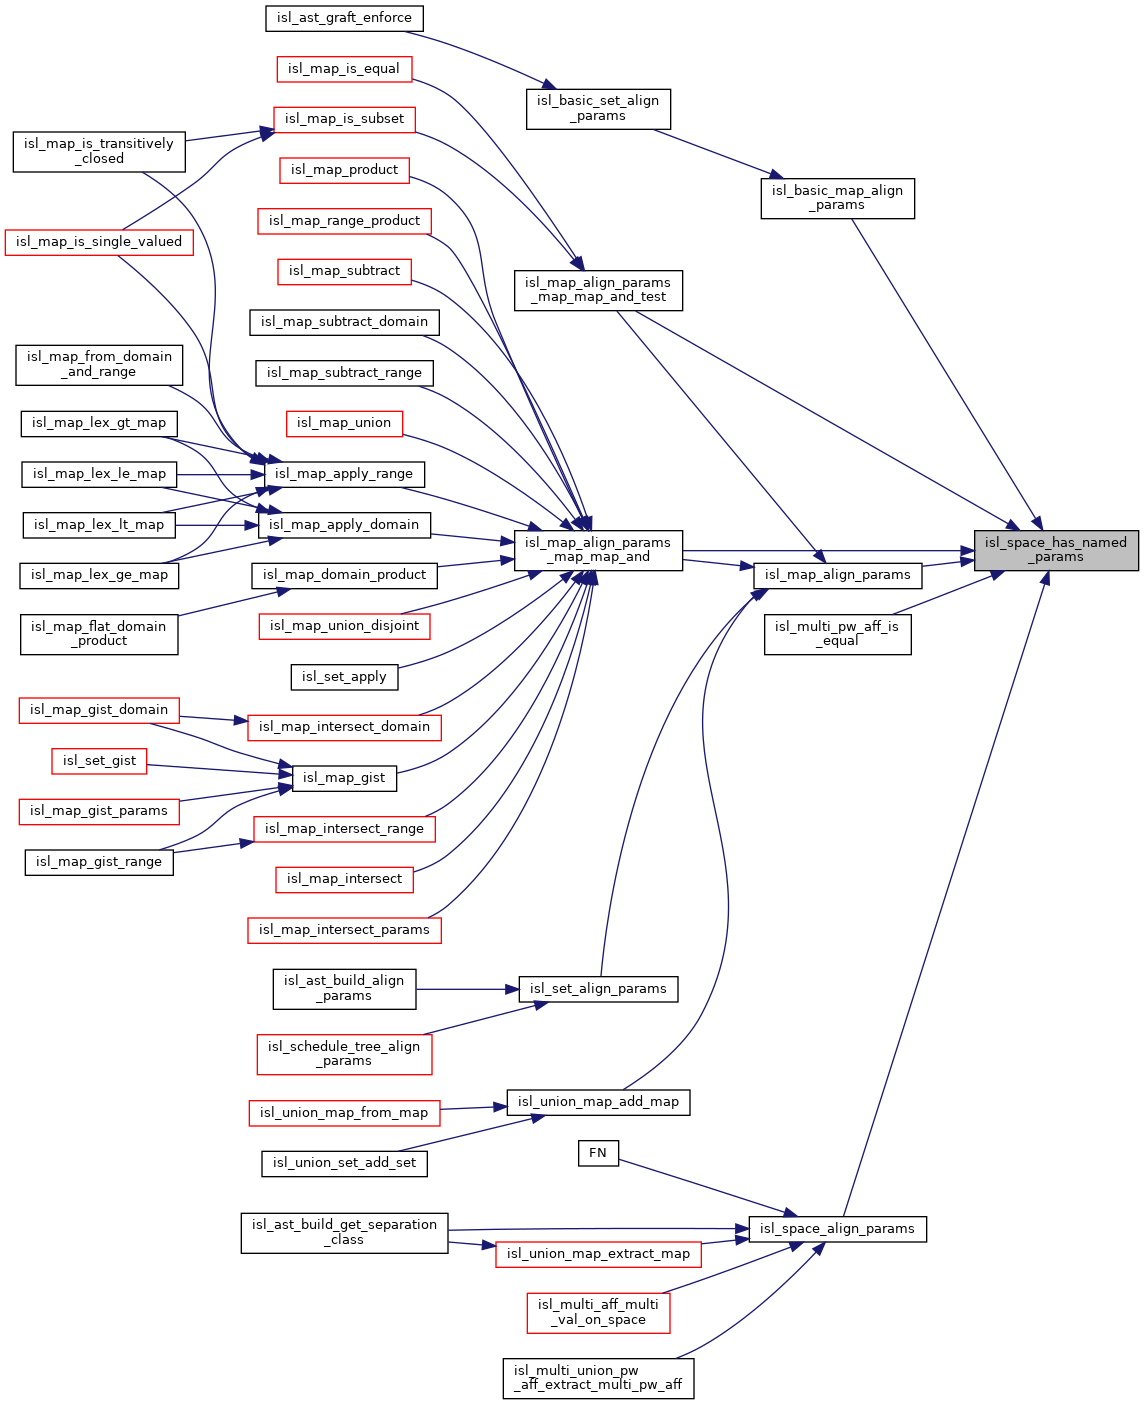 isl_ast_graft_enforce
isl_map_is_equal
isl_basic_set_align
_params
isl_map_is_subset
isl_map_is_transitively
_closed
isl_map_product
isl_basic_map_align
_params
isl_map_range_product
isl_map_is_single_valued
isl_map_subtract
isl_map_align_params
_map_map_and_test
isl_map_subtract_domain
isl_map_from_domain
_and_range
isl_map_subtract_range
isl_map_lex_gt_map
isl_map_union
isl_map_lex_le_map
isl_map_apply_range
isl_map_lex_lt_map
isl_map_apply_domain
isl_map_align_params
_map_map_and
isl_space_has_named
_params
isl_map_lex_ge_map
isl_map_domain_product
isl_map_align_params
isl_map_flat_domain
_product
isl_map_union_disjoint
isl_multi_pw_aff_is
_equal
isl_set_apply
isl_map_gist_domain
isl_map_intersect_domain
isl_set_gist
isl_map_gist
isl_map_gist_params
isl_map_intersect_range
isl_map_gist_range
isl_map_intersect
isl_map_intersect_params
isl_ast_build_align
_params
isl_set_align_params
isl_schedule_tree_align
_params
isl_union_map_add_map
isl_union_map_from_map
FN
isl_union_set_add_set
isl_ast_build_get_separation
_class
isl_space_align_params
isl_union_map_extract_map
isl_multi_aff_multi
_val_on_space
isl_multi_union_pw
_aff_extract_multi_pw_aff